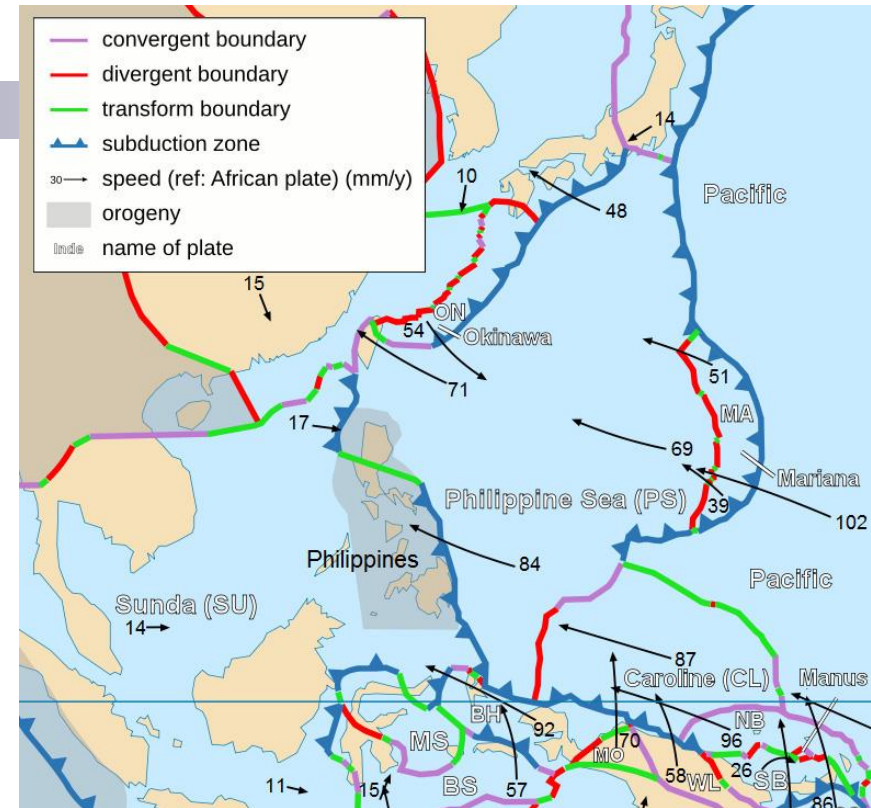 convergent boundary
divergent boundary
transform boundary
subduction zone
30 speed (ref: African plate) (mm/y)
orogeny
Inde name of plate
14
10
Pacific
48
15
ON
54
Okinawa
51
71
MA
17
69
Mariana
Philippine Sea (PS)
39
102
Philippines
84
Pacific
Sunda (SU)
14
87
Caroline (CL)
Manus
BH
92
NB
MS
70
96
MO
58
26
SB
WL
11
15
BS
57
86